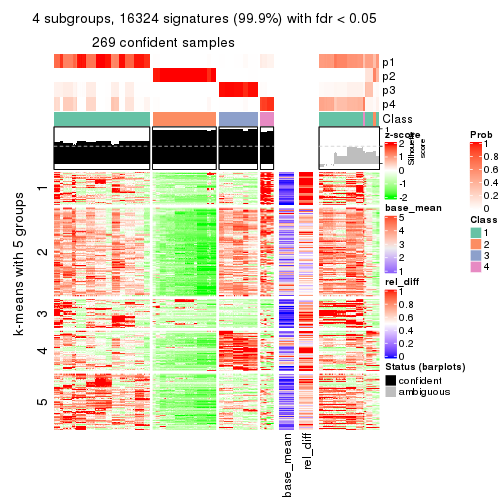 4 subgroups, 16324 signatures (99.9%) with fdr < 0.05
269 confident samples
p1
p2
p3
p4
Class
1
Silhouette
score
k-means with 5 groups
1
2
3
4
5
base_mean
rel_diff
z-score
2
1
0
-1
-2
base_mean
5
4
3
2
1
rel_diff
1
0.8
0.6
0.4
0.2
0
Status (barplots)
confident
ambiguous
Prob
1
0.8
0.6
0.4
0.2
0
Class
1
2
3
4